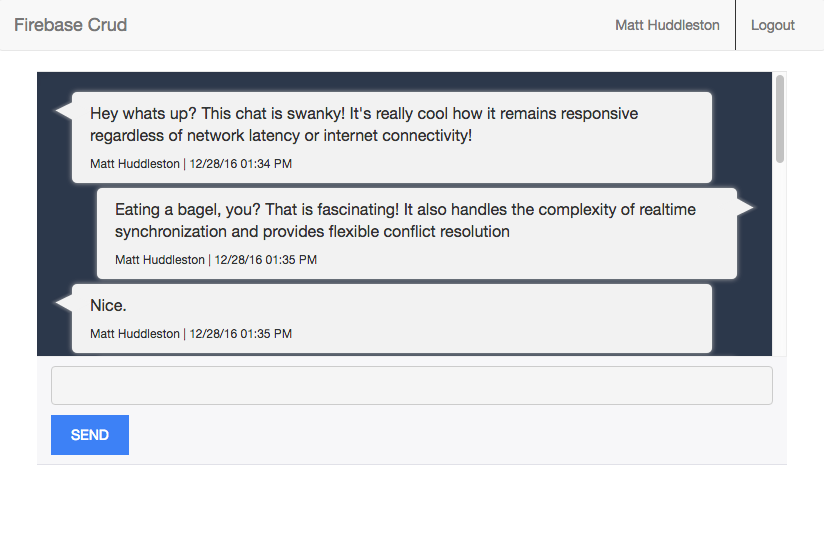 Firebase Crud
Matt Huddleston
Logout
Hey whats up? This chat is swanky! It's really cool how it remains responsive
regardless of network latency or internet connectivity!
Matt Huddleston | 12/28/16 01:34 PM
Eating a bagel, you? That is fascinating! It also handles the complexity of realtime
synchronization and provides flexible conflict resolution
Matt Huddleston | 12/28/16 01:35 PM
Nice.
Matt Huddleston | 12/28/16 01:35 PM
SEND